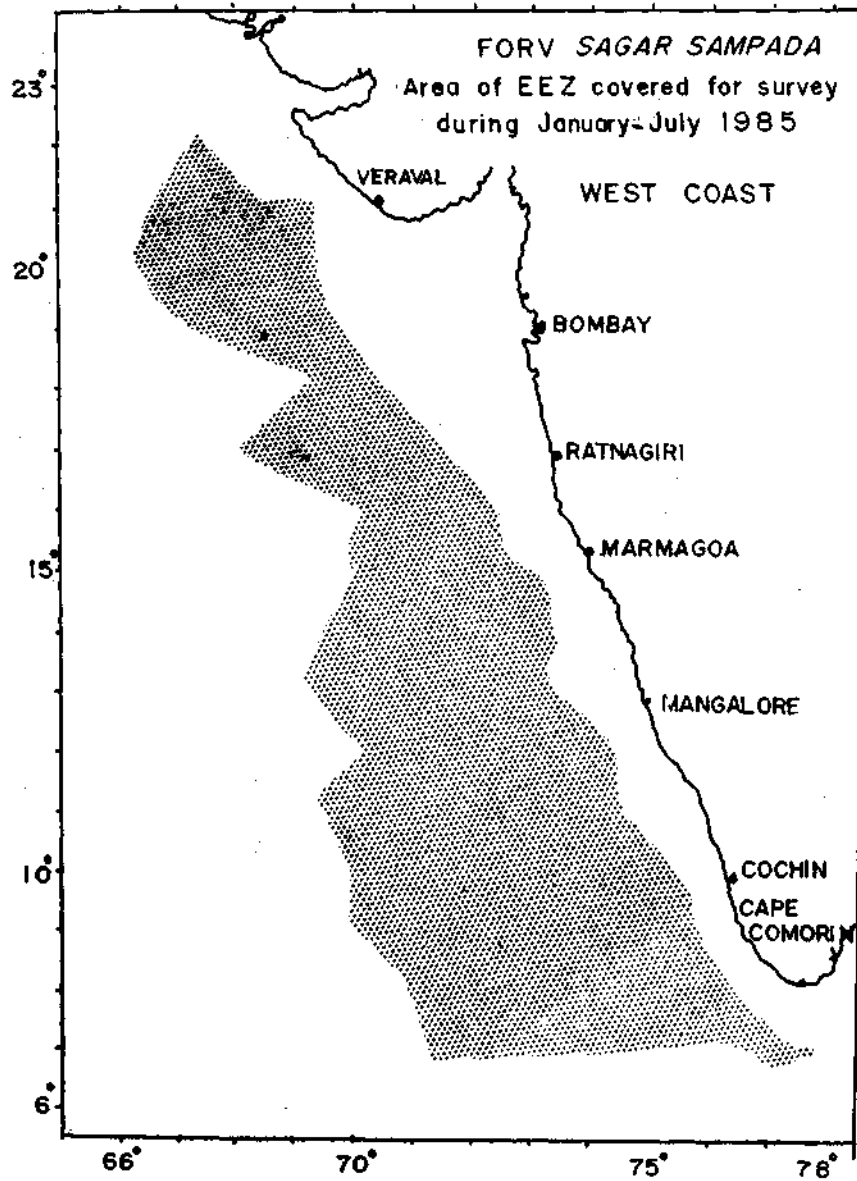 FORV SAGAR SAMPADA
Area of EEZ covered for survey
during January-July 1985
23°
VERAVAL
WEST COAST
20°
BOMBAY
RATNAGIRI
15°
MARMAGOA
MANGALORE
10°
COCHIN
CAPE
COMORIN
6°
66° 70° 75° 78°